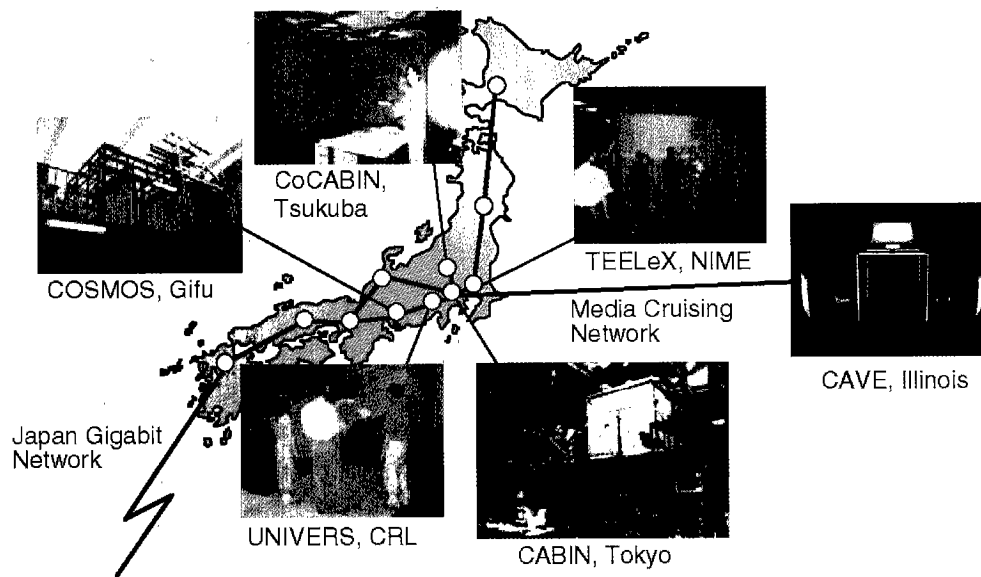 CoCABIN,
Tsukuba
COSMOS, Gifu
TEELeX, NIME
Media Cruising
Network
CAVE, Illinois
Japan Gigabit
Network
UNIVERS, CRL
CABIN, Tokyo